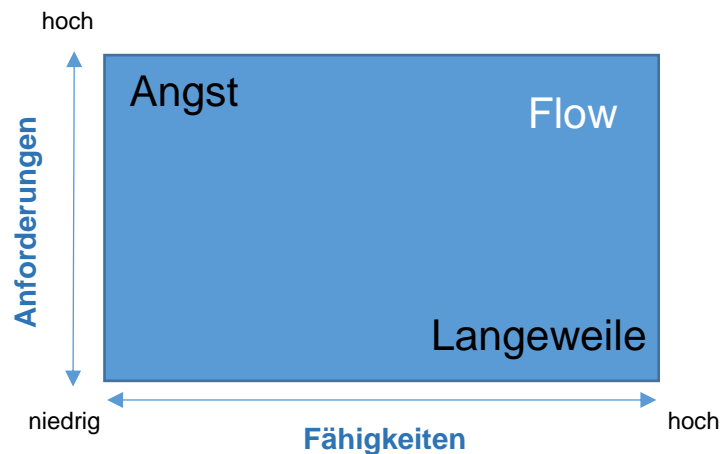 hoch
Angst
Flow
Anforderungen
Langeweile
niedrig
hoch
Fähigkeiten